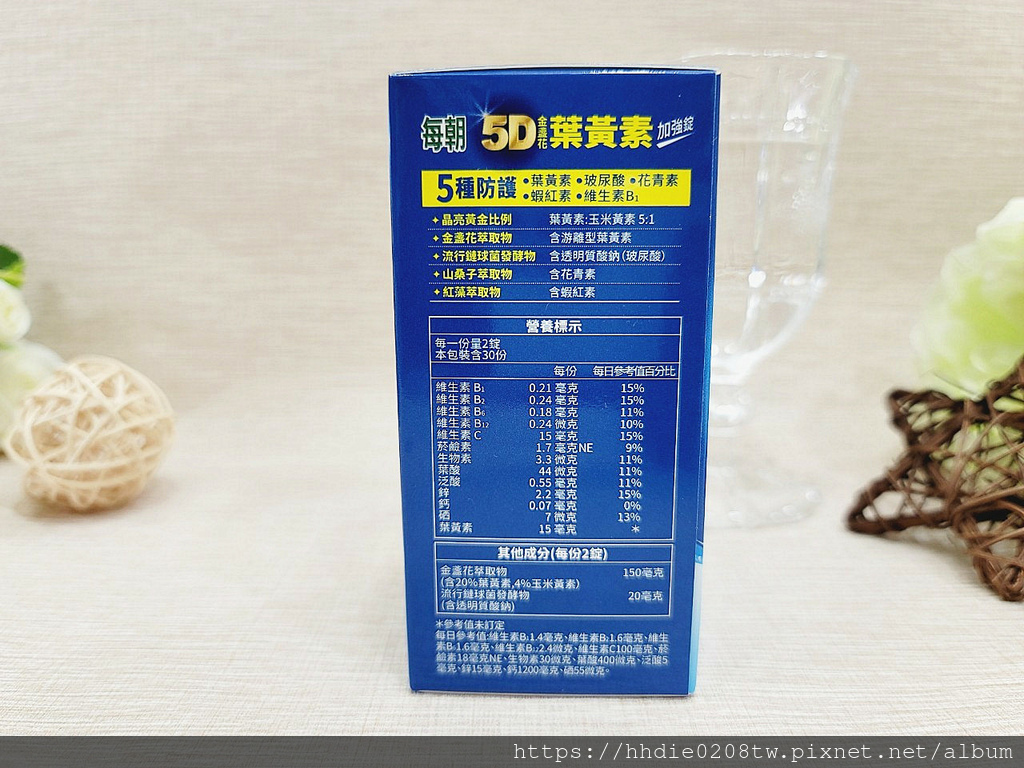 每朝 5D 金盞花 葉黃素 加強錠
5種防護 •葉黃素 •玻尿酸 •花青素
•蝦紅素 •維生素B1
✦晶亮黃金比例 葉黃素:玉米黃素 5:1
✦金盞花萃取物 含游離型葉黃素
✦流行鏈球菌發酵物 含透明質酸鈉(玻尿酸)
✦山桑子萃取物 含花青素
✦紅藻萃取物 含蝦紅素
營養標示
每一份量2錠
本包裝含30份
每份 每日參考值百分比
維生素 B1 0.21 毫克 15%
維生素 B2 0.24 毫克 15%
維生素 B6 0.18 毫克 11%
維生素 B12 0.24 微克 10%
維生素 C 15 毫克 15%
菸鹼素 1.7 毫克NE 9%
生物素 3.3 微克 11%
葉酸 44 微克 11%
泛酸 0.55 毫克 11%
鋅 2.2 毫克 15%
鈣 0.07 毫克 0%
硒 7 微克 13%
葉黃素 15 毫克 *
其他成分(每份2錠)
金盞花萃取物 150毫克
(含20%葉黃素,4%玉米黃素)
流行鏈球菌發酵物 20毫克
(含透明質酸鈉)
*參考值未訂定
每日參考值:維生素B1 1.4毫克、維生素B2 1.6毫克、維生
素B6 1.6毫克、維生素B12 2.4微克、維生素C100毫克、菸
鹼素18毫克NE、生物素30微克、葉酸400微克、泛酸5
毫克、鋅15毫克、鈣1200毫克、硒55微克。
https://hhdie0208tw.pixnet.net/album